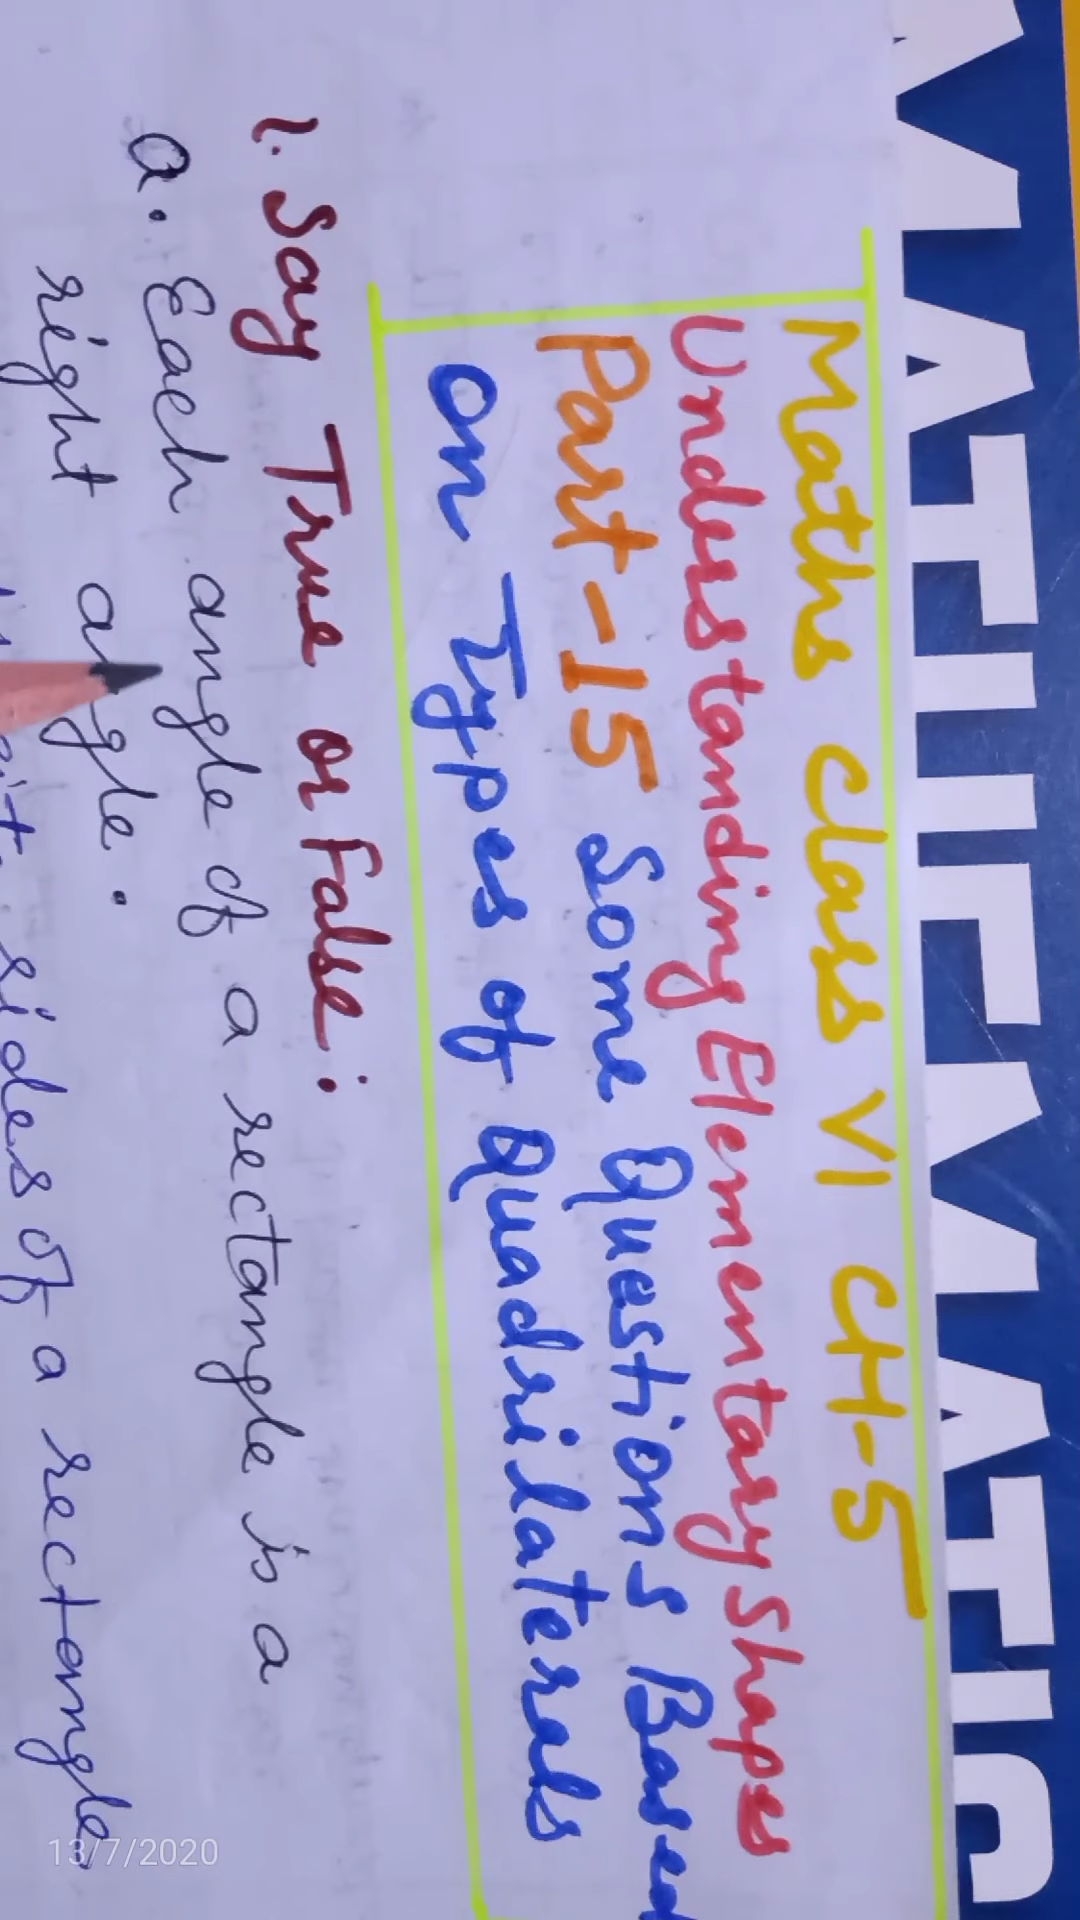 MATHEMATIC
Maths Class VI CH-5
Understanding Elementary Shapes
Part-15 Some Questions Based
on Types of Quadrilaterals
1. Say True or False:
a. Each angle of a rectangle is a
right angle.
sides of a rectangle
13/7/2020